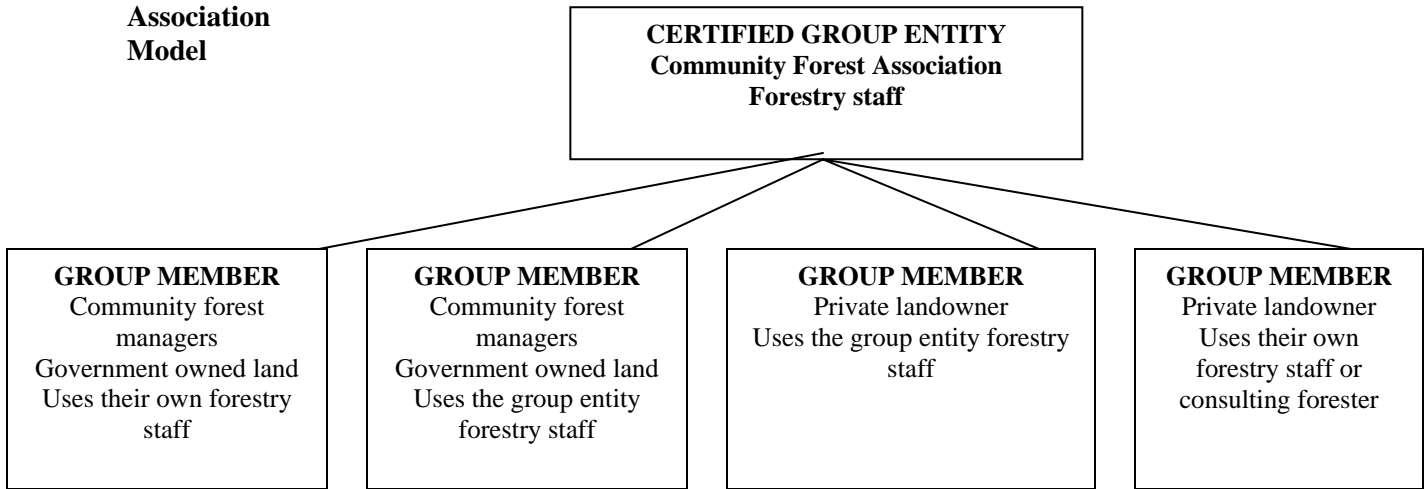 Association
Model
CERTIFIED GROUP ENTITY
Community Forest Association
Forestry staff
GROUP MEMBER
Community forest
managers
Government owned land
Uses their own forestry
staff
GROUP MEMBER
Community forest
managers
Government owned land
Uses the group entity
forestry staff
GROUP MEMBER
Private landowner
Uses the group entity forestry
staff
GROUP MEMBER
Private landowner
Uses their own
forestry staff or
consulting forester